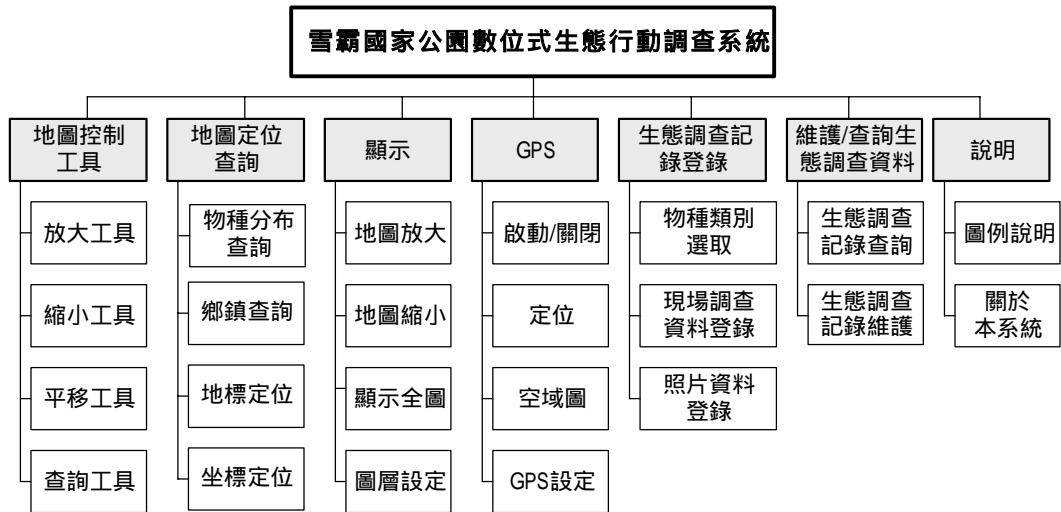 雪霸國家公園數位式生態行動調查系統
地圖控制
工具
地圖定位
查詢
顯示
GPS
生態調查記
錄登錄
維護/查詢生
態調查資料
說明
放大工具
縮小工具
平移工具
查詢工具
物種分布
查詢
鄉鎮查詢
地標定位
坐標定位
地圖放大
地圖縮小
顯示全圖
圖層設定
啟動/關閉
定位
空域圖
GPS設定
物種類別
選取
現場調查
資料登錄
照片資料
登錄
生態調查
記錄查詢
生態調查
記錄維護
圖例說明
關於
本系統